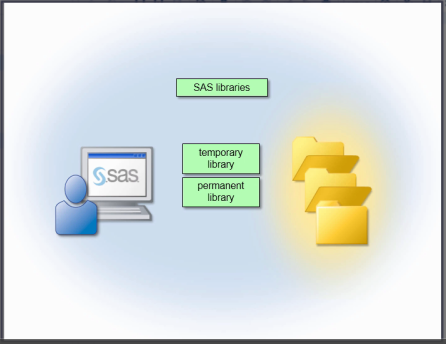 SAS libraries
temporary
library
permanent
library
sas